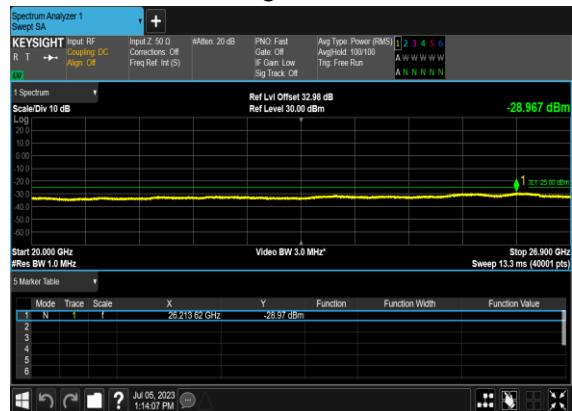 Spectrum Analyzer 1
Swept SA
KEYSIGHT Input: RF Input Z: 50 Ω #Atten: 20 dB PNO: Fast Avg Type: Power (RMS) 1 2 3 4 5 6
R T Coupling: DC Corrections: Off Gate: Off Avg|Hold: 100/100 A W W W W W
Align: Off Freq Ref: Int (S) IF Gain: Low Trig: Free Run
LW Sig Track: Off A N N N N N
1 Spectrum Ref Lvl Offset 32.98 dB
Scale/Div 10 dB Ref Level 30.00 dBm -28.967 dBm
Log
20.0
10.0
0.00
-10.0
-20.0 1 DL1 -25.00 dBm
-30.0
-40.0
-50.0
-60.0
Start 20.000 GHz Video BW 3.0 MHz* Stop 26.900 GHz
#Res BW 1.0 MHz Sweep 13.3 ms (40001 pts)
5 Marker Table
Mode Trace Scale X Y Function Function Width Function Value
1 N 1 f 26.213 62 GHz -28.97 dBm
2
3
4
5
6
? Jul 05, 2023
1:14:07 PM